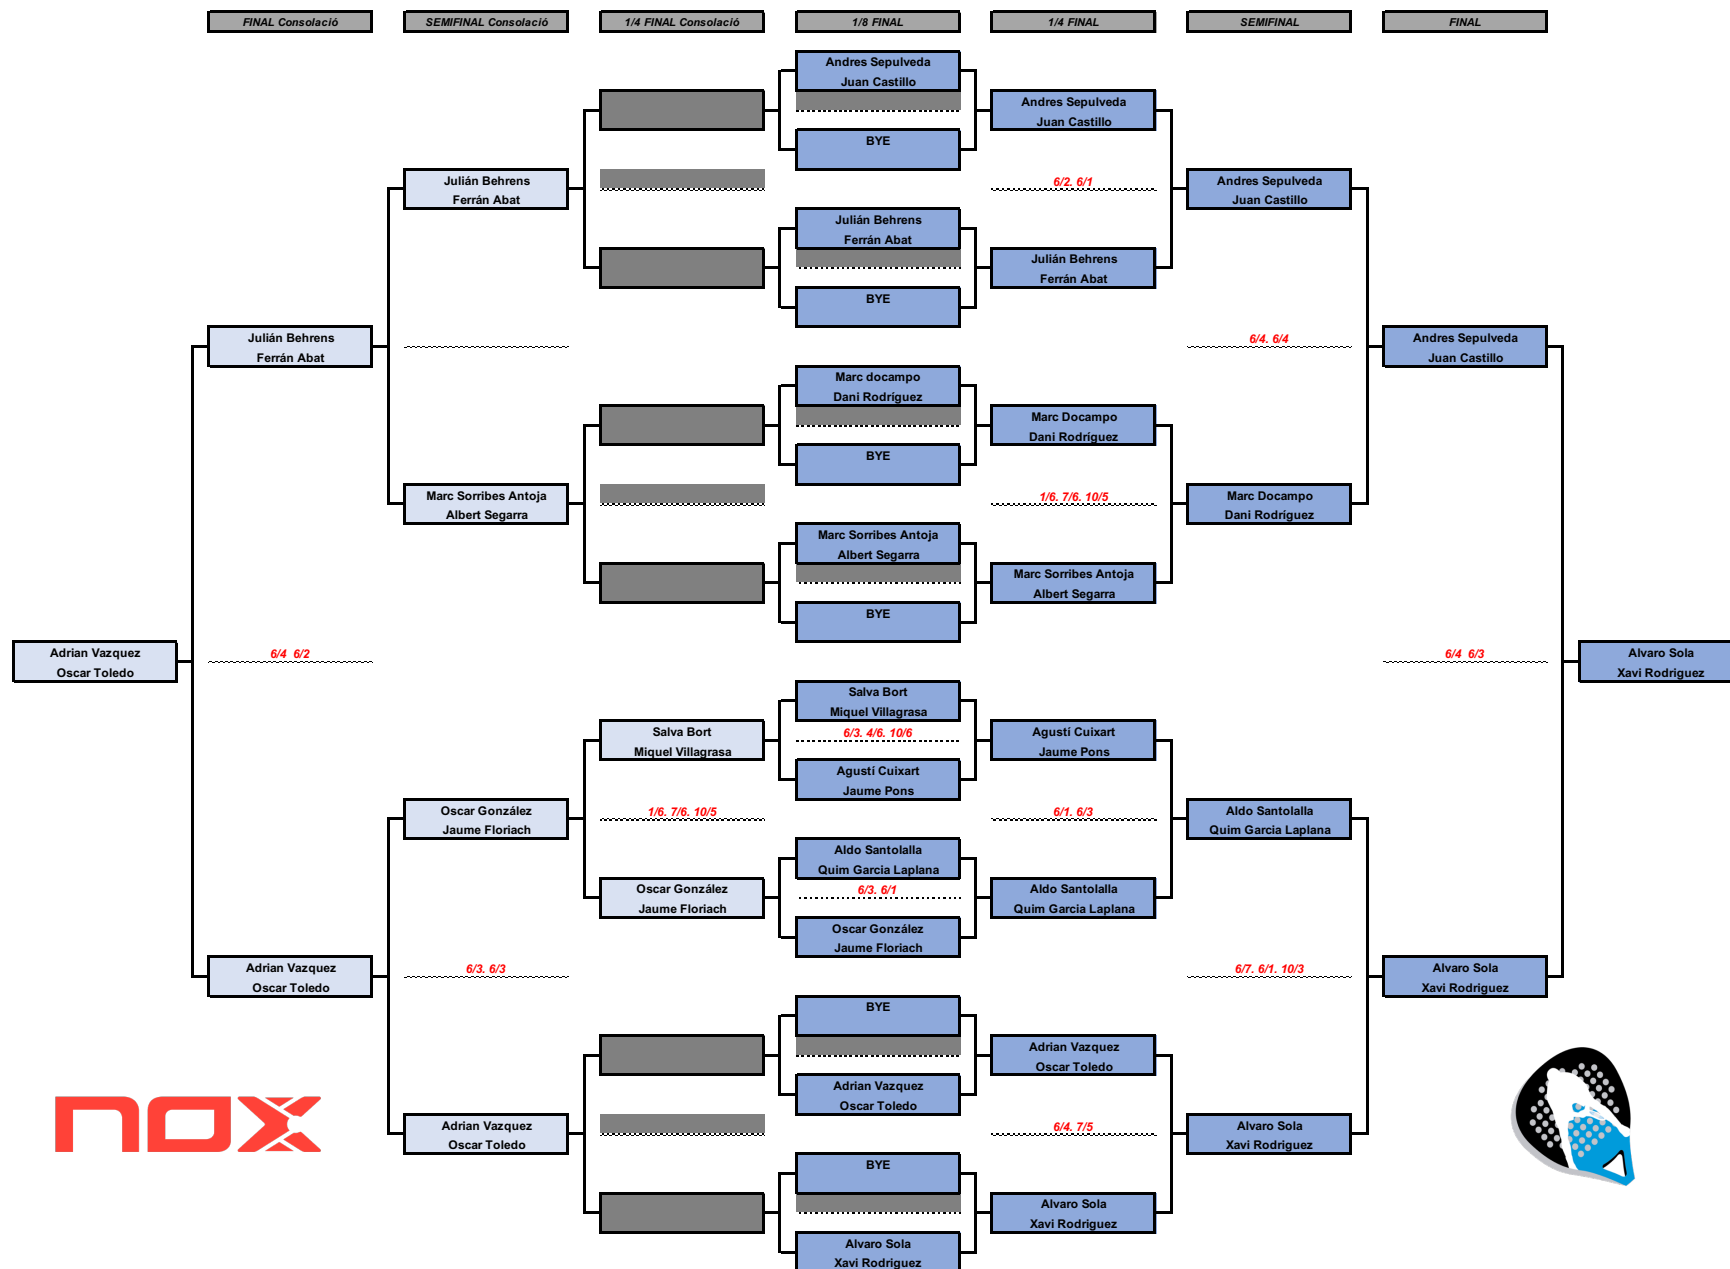 FINAL Consolació
SEMIFINAL Consolació
1/4 FINAL Consolació
1/8 FINAL
1/4 FINAL
SEMIFINAL
FINAL
Andres Sepulveda
Juan Castillo
Andres Sepulveda
Juan Castillo
BYE
Julián Behrens
Ferrán Abat
6/2. 6/1
Andres Sepulveda
Juan Castillo
Julián Behrens
Ferrán Abat
Julián Behrens
Ferrán Abat
BYE
Julián Behrens
Ferrán Abat
6/4. 6/4
Andres Sepulveda
Juan Castillo
Marc docampo
Dani Rodríguez
Marc Docampo
Dani Rodríguez
BYE
Marc Sorribes Antoja
Albert Segarra
1/6. 7/6. 10/5
Marc Docampo
Dani Rodríguez
Marc Sorribes Antoja
Albert Segarra
Marc Sorribes Antoja
Albert Segarra
BYE
Adrian Vazquez
Oscar Toledo
6/4 6/2
6/4 6/3
Alvaro Sola
Xavi Rodriguez
Salva Bort
Miquel Villagrasa
Salva Bort
Miquel Villagrasa
6/3. 4/6. 10/6
Agustí Cuixart
Jaume Pons
Agustí Cuixart
Jaume Pons
Oscar González
Jaume Floriach
1/6. 7/6. 10/5
6/1. 6/3
Aldo Santolalla
Quim Garcia Laplana
Aldo Santolalla
Quim Garcia Laplana
Oscar González
Jaume Floriach
6/3. 6/1
Aldo Santolalla
Quim Garcia Laplana
Oscar González
Jaume Floriach
Adrian Vazquez
Oscar Toledo
6/3. 6/3
6/7. 6/1. 10/3
Alvaro Sola
Xavi Rodriguez
BYE
Adrian Vazquez
Oscar Toledo
Adrian Vazquez
Oscar Toledo
nox
Adrian Vazquez
Oscar Toledo
6/4. 7/5
Alvaro Sola
Xavi Rodriguez
BYE
Alvaro Sola
Xavi Rodriguez
Alvaro Sola
Xavi Rodriguez